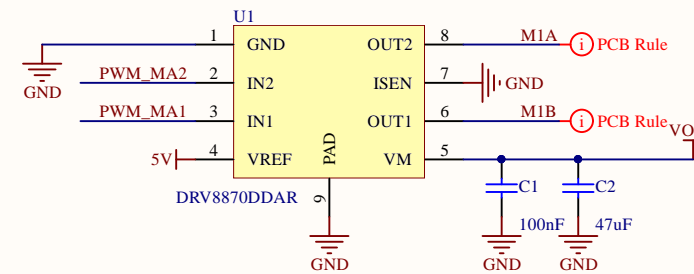 U1
1 GND OUT2 8 M1A i PCB Rule
GND
PWM_MA2 2 IN2 ISEN 7 GND
PWM_MA1 3 IN1 OUT1 6 M1B i PCB Rule
VO
5V 4 VREF PAD VM 5
DRV8870DDAR 9
C1 C2
100nF 47uF
GND GND GND